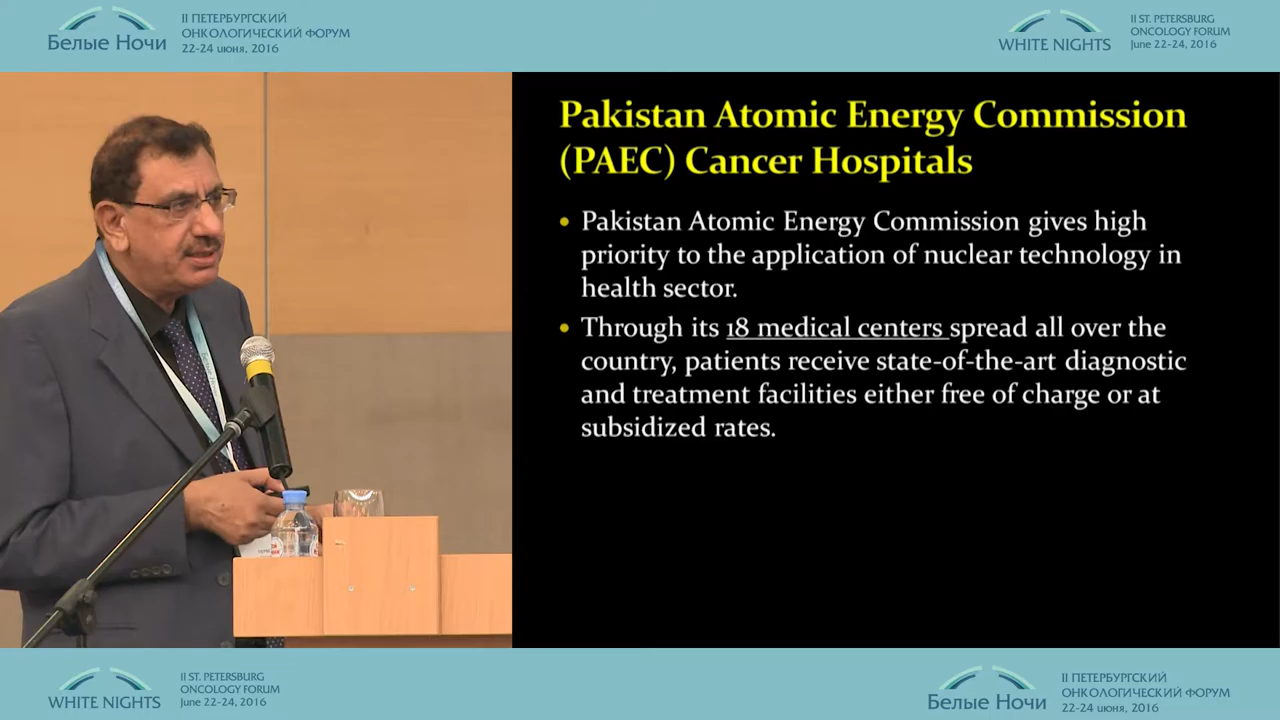 Белые Ночи
II ПЕТЕРБУРГСКИЙ
ОНКОЛОГИЧЕСКИЙ ФОРУМ
22-24 июня, 2016
WHITE NIGHTS
II ST. PETERSBURG
ONCOLOGY FORUM
June 22-24, 2016
Pakistan Atomic Energy Commission
(PAEC) Cancer Hospitals
• Pakistan Atomic Energy Commission gives high
priority to the application of nuclear technology in
health sector.
• Through its 18 medical centers spread all over the
country, patients receive state-of-the-art diagnostic
and treatment facilities either free of charge or at
subsidized rates.
WHITE NIGHTS
II ST. PETERSBURG
ONCOLOGY FORUM
June 22-24, 2016
Белые Ночи
II ПЕТЕРБУРГСКИЙ
ОНКОЛОГИЧЕСКИЙ ФОРУМ
22-24 июня, 2016